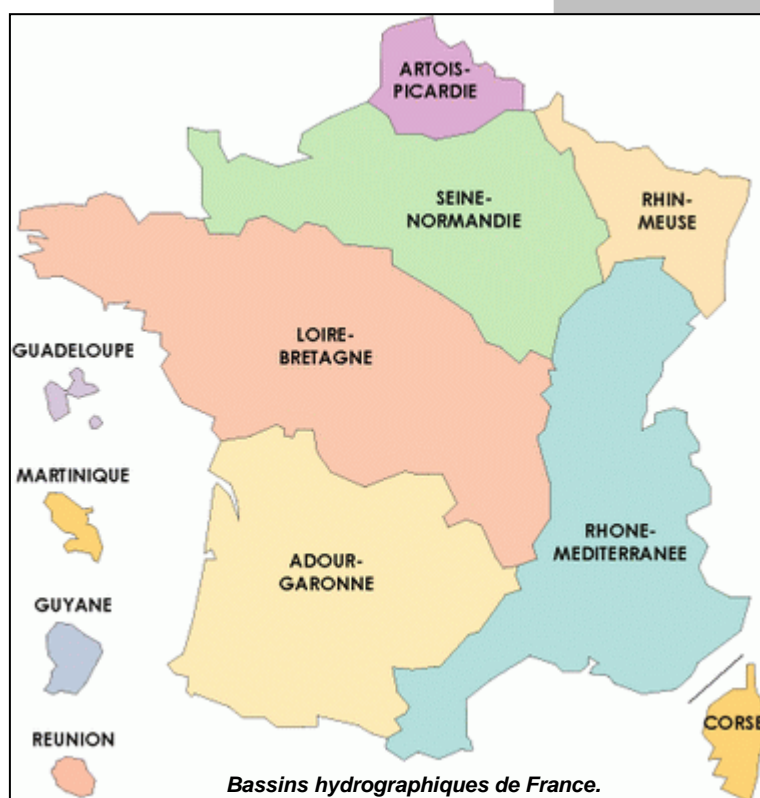 ARTOIS-
PICARDIE
SEINE-
NORMANDIE
RHIN-
MEUSE
LOIRE-
BRETAGNE
GUADELOUPE
MARTINIQUE
ADOUR-
GARONNE
RHONE-
MEDITERRANEE
GUYANE
REUNION
CORSE
Bassins hydrographiques de France.